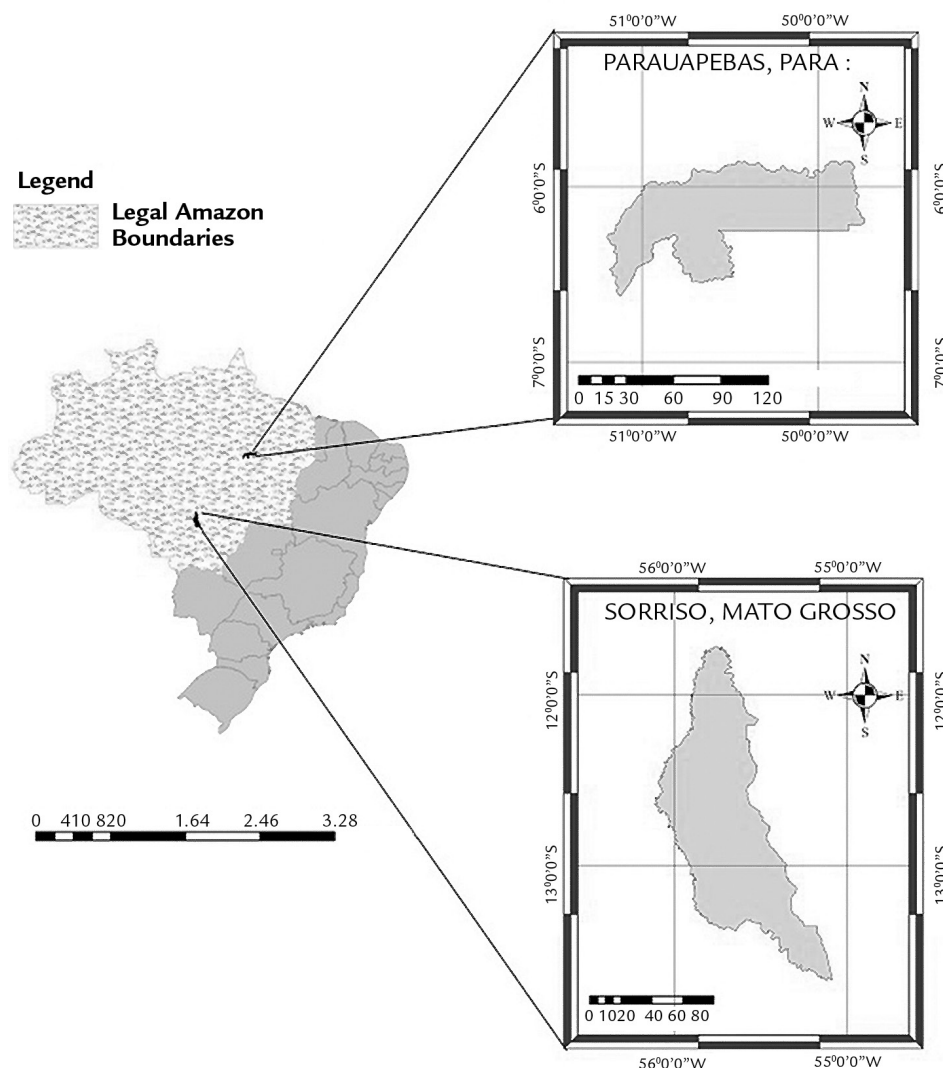 Legend
Legal Amazon
Boundaries
0 410 820 1.64 2.46 3.28
51⁰0'0"W 50⁰0'0"W
PARAUAPEBAS, PARA :
N
W E
S
6⁰0'0"S 6⁰0'0"S
7⁰0'0"S 7⁰0'0"S
0 15 30 60 90 120
51⁰0'0"W 50⁰0'0"W
56⁰0'0"W 55⁰0'0"W
SORRISO, MATO GROSSO
N
W E
S
12⁰0'0"S 12⁰0'0"S
13⁰0'0"S 13⁰0'0"S
0 1020 40 60 80
56⁰0'0"W 55⁰0'0"W